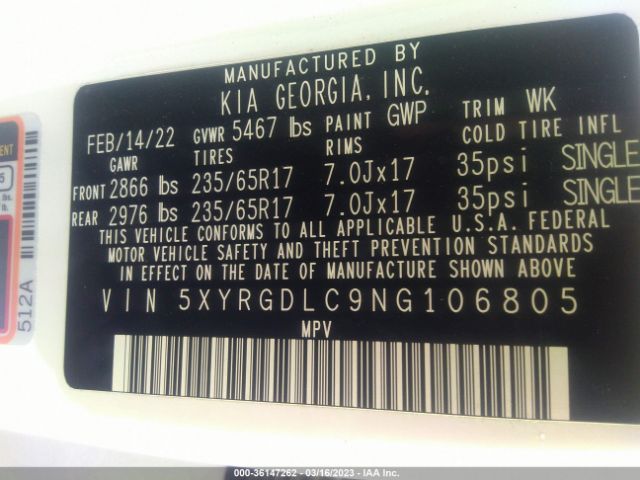 MANUFACTURED BY
KIA GEORGIA, INC.
FEB/14/22 GVWR 5467 lbs PAINT GWP TRIM WK
GAWR TIRES RIMS COLD TIRE INFL
FRONT 2866 lbs 235/65R17 7.0Jx17 35psi SINGLE
REAR 2976 lbs 235/65R17 7.0Jx17 35psi SINGLE
THIS VEHICLE CONFORMS TO ALL APPLICABLE U.S.A. FEDERAL
MOTOR VEHICLE SAFETY AND THEFT PREVENTION STANDARDS
IN EFFECT ON THE DATE OF MANUFACTURE SHOWN ABOVE
VIN 5XYRGDLC9NG106805
MPV
512A
000-36147262 - 03/16/2023 - IAA Inc.